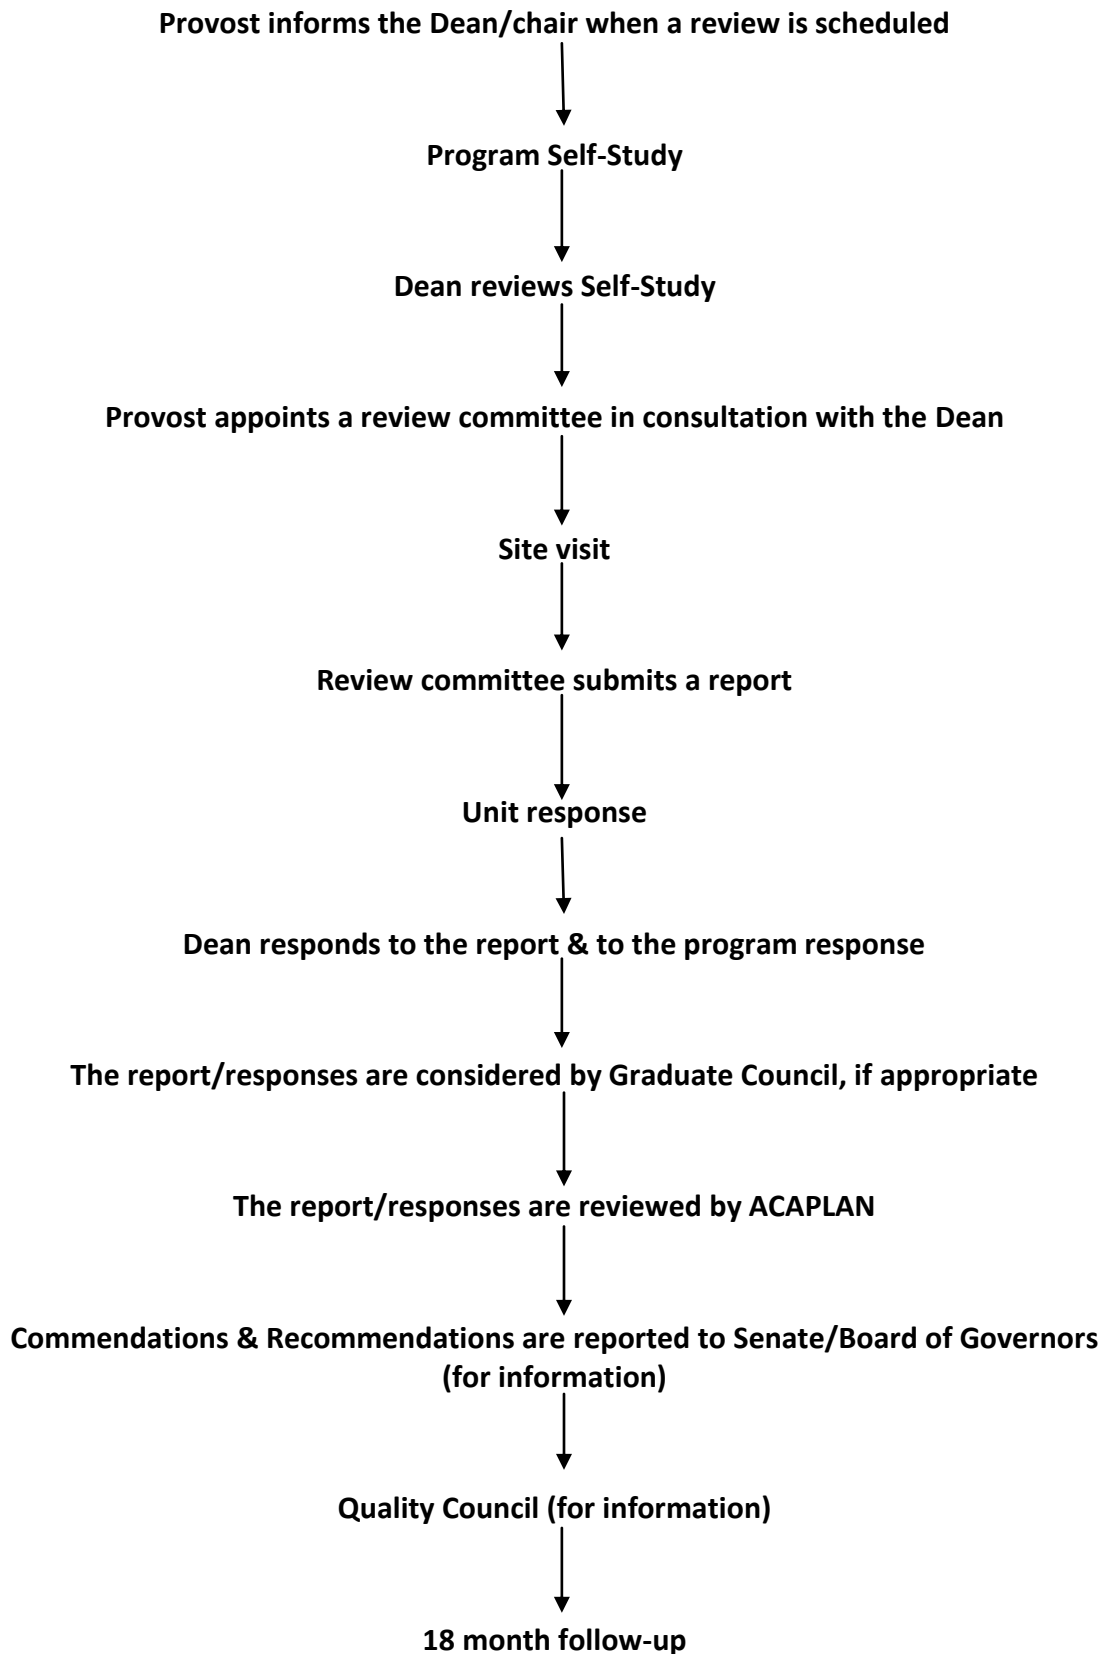 Provost informs the Dean/chair when a review is scheduled
Program Self-Study
Dean reviews Self-Study
Provost appoints a review committee in consultation with the Dean
Site visit
Review committee submits a report
Unit response
Dean responds to the report & to the program response
The report/responses are considered by Graduate Council, if appropriate
The report/responses are reviewed by ACAPLAN
Commendations & Recommendations are reported to Senate/Board of Governors
(for information)
Quality Council (for information)
18 month follow-up